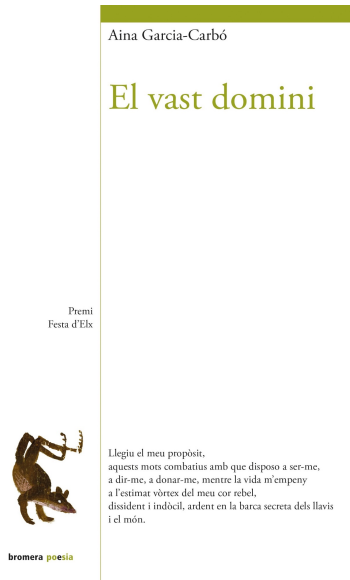 Aina Garcia-Carbó
El vast domini
Premi
Festa d'Elx
Llegiu el meu propòsit,
aquests mots combatius amb que disposo a ser-me,
a dir-me, a donar-me, mentre la vida m'empeny
a l'estimat vòrtex del meu cor rebel,
dissident i indòcil, ardent en la barca secreta dels llavis
i el món.
bromera poesia